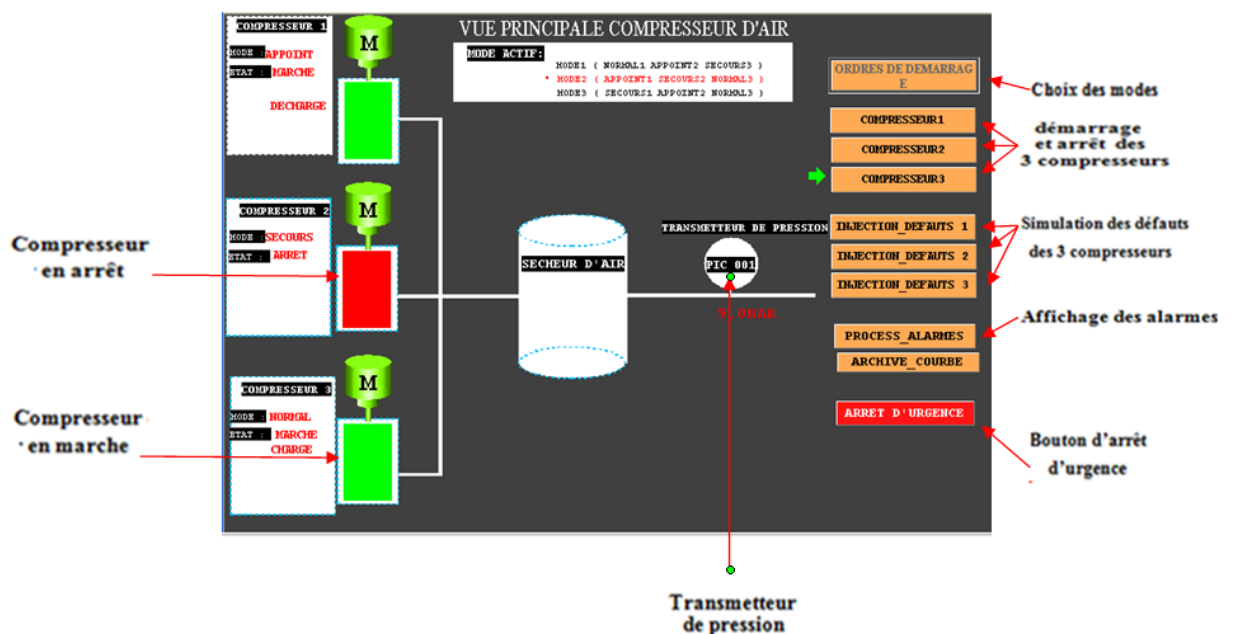 VUE PRINCIPALE COMPRESSEUR D'AIR
MODE ACTIF:
MODE1 ( NORMAL1 APPOINT2 SECOURS3 )
* MODE2 ( APPOINT1 SECOURS2 NORMAL3 )
MODE3 ( SECOURS1 APPOINT2 NORMAL3 )
COMPRESSEUR 1
MODE : APPOINT
ETAT : MARCHE
DECHARGE
M
COMPRESSEUR 2
MODE : SECOURS
ETAT : ARRET
M
COMPRESSEUR 3
MODE : NORMAL
ETAT : MARCHE
CHARGE
M
SECHEUR D'AIR
TRANSMETTEUR DE PRESSION
PIC 001
9,0BAR
ORDRES DE DEMARRAG
E
COMPRESSEUR1
COMPRESSEUR2
COMPRESSEUR3
INJECTION_DEFAUTS 1
INJECTION_DEFAUTS 2
INJECTION_DEFAUTS 3
PROCESS_ALARMES
ARCHIVE_COURBE
ARRET D'URGENCE
Compresseur
en arrêt
Compresseur
en marche
Choix des modes
démarrage
et arrêt des
3 compresseurs
Simulation des défauts
des 3 compresseurs
Affichage des alarmes
Bouton d'arrêt
d'urgence
Transmetteur
de pression